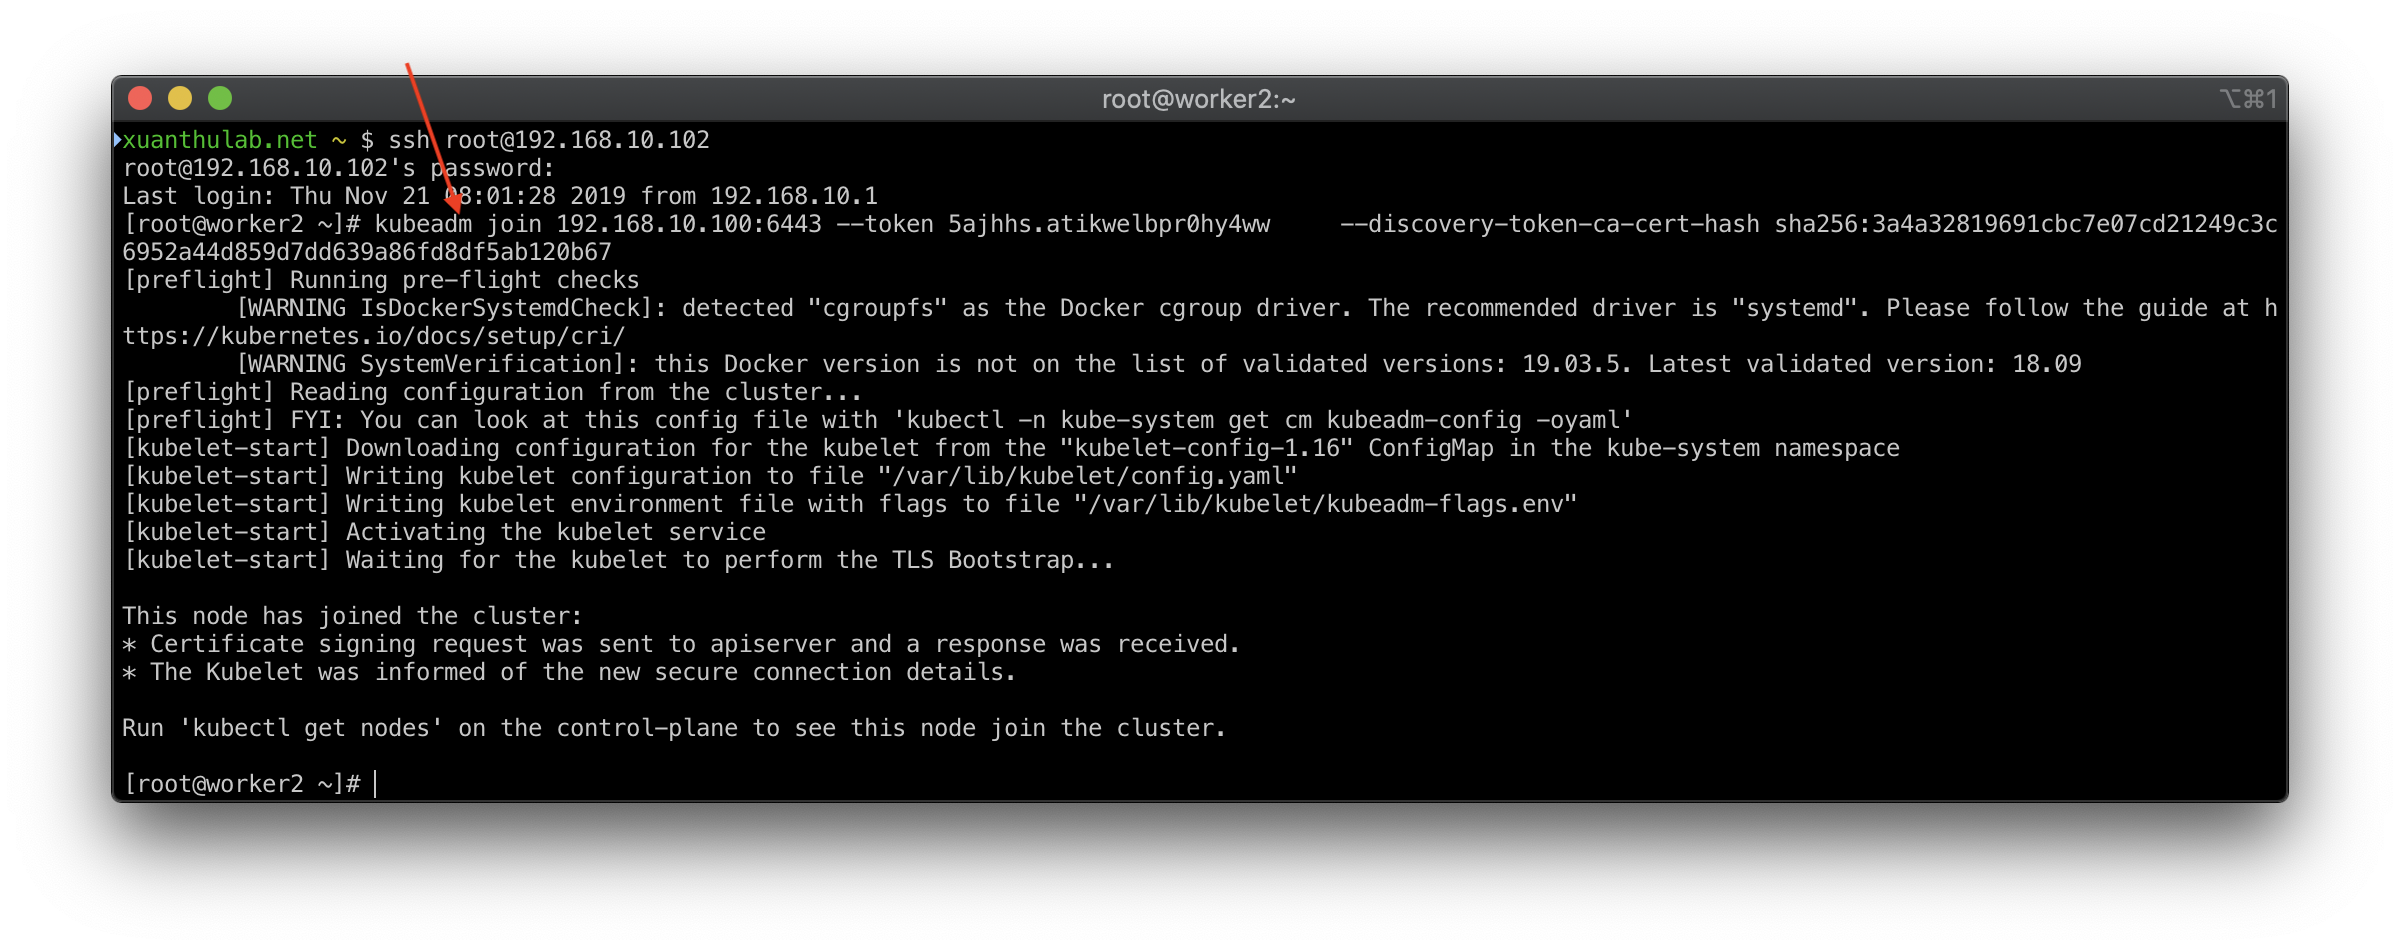 root@worker2:~
⌥⌘1
xuanthulab.net ~ $ ssh root@192.168.10.102
root@192.168.10.102's password:
Last login: Thu Nov 21 08:01:28 2019 from 192.168.10.1
[root@worker2 ~]# kubeadm join 192.168.10.100:6443 --token 5ajhhs.atikwelbpr0hy4ww     --discovery-token-ca-cert-hash sha256:3a4a32819691cbc7e07cd21249c3c
6952a44d859d7dd639a86fd8df5ab120b67
[preflight] Running pre-flight checks
        [WARNING IsDockerSystemdCheck]: detected "cgroupfs" as the Docker cgroup driver. The recommended driver is "systemd". Please follow the guide at h
ttps://kubernetes.io/docs/setup/cri/
        [WARNING SystemVerification]: this Docker version is not on the list of validated versions: 19.03.5. Latest validated version: 18.09
[preflight] Reading configuration from the cluster...
[preflight] FYI: You can look at this config file with 'kubectl -n kube-system get cm kubeadm-config -oyaml'
[kubelet-start] Downloading configuration for the kubelet from the "kubelet-config-1.16" ConfigMap in the kube-system namespace
[kubelet-start] Writing kubelet configuration to file "/var/lib/kubelet/config.yaml"
[kubelet-start] Writing kubelet environment file with flags to file "/var/lib/kubelet/kubeadm-flags.env"
[kubelet-start] Activating the kubelet service
[kubelet-start] Waiting for the kubelet to perform the TLS Bootstrap...
This node has joined the cluster:
* Certificate signing request was sent to apiserver and a response was received.
* The Kubelet was informed of the new secure connection details.
Run 'kubectl get nodes' on the control-plane to see this node join the cluster.
[root@worker2 ~]#